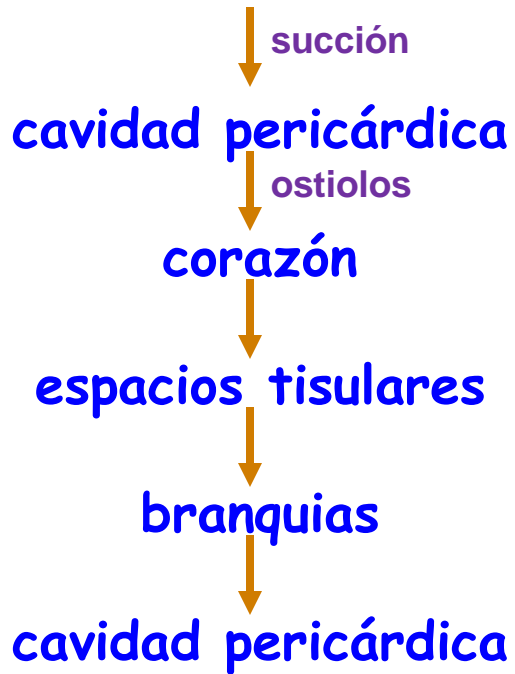 succión
cavidad pericárdica
ostiolos
corazón
espacios tisulares
branquias
cavidad pericárdica